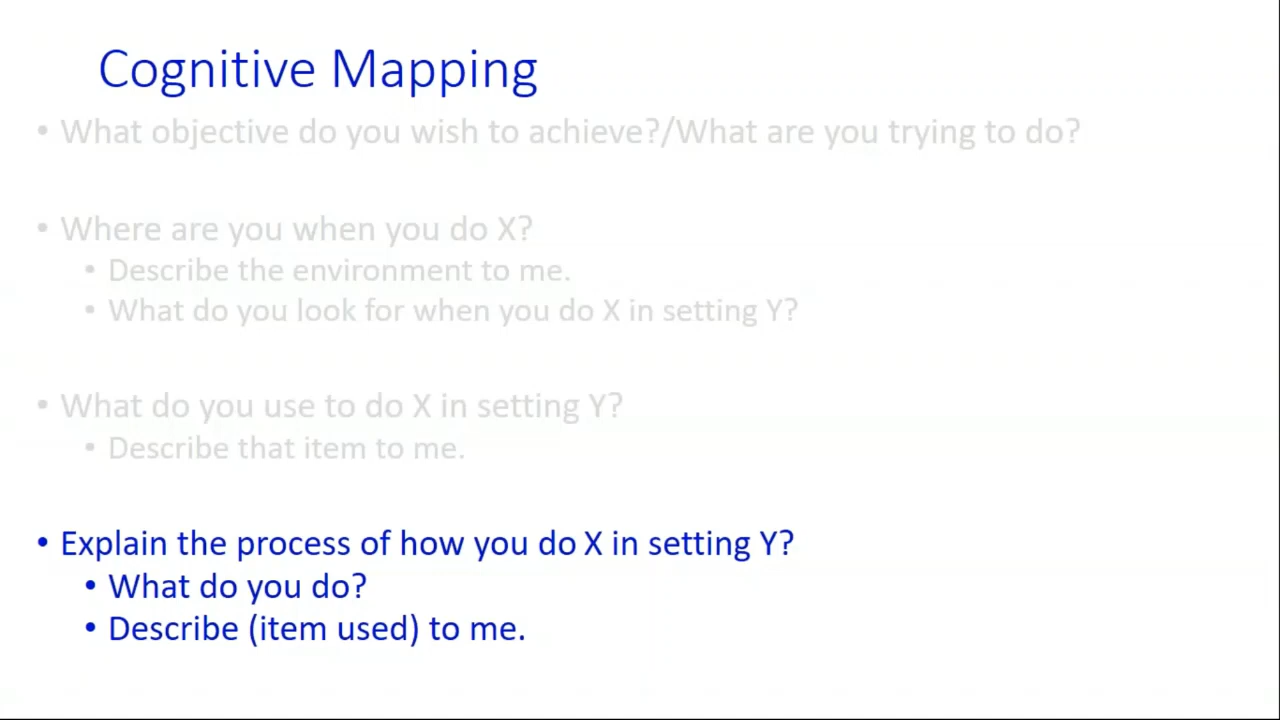 Cognitive Mapping
• What objective do you wish to achieve?/What are you trying to do?
• Where are you when you do X?
• Describe the environment to me.
• What do you look for when you do X in setting Y?
• What do you use to do X in setting Y?
• Describe that item to me.
• Explain the process of how you do X in setting Y?
• What do you do?
• Describe (item used) to me.